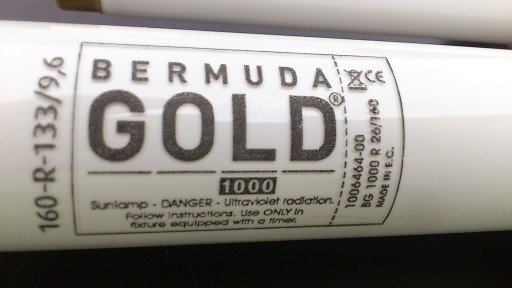 160-R-133/9,6
BERMUDA
GOLD®
1000
Sunlamp - DANGER - Ultraviolet radiation.
Follow instructions. Use ONLY in
fixture equipped with a timer.
CE
1006464-00
BG 1000 R 26/160
MADE IN E.C.